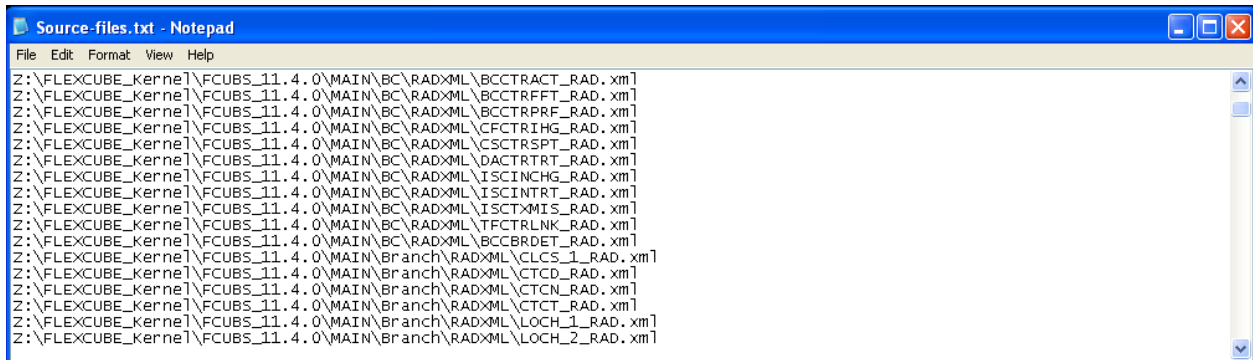 Source-files.txt - Notepad
File Edit Format View Help
Z:\FLEXCUBE_Kernel\FCUBS_11.4.0\MAIN\BC\RADXML\BCCTRACT_RAD.xml
Z:\FLEXCUBE_Kernel\FCUBS_11.4.0\MAIN\BC\RADXML\BCCTRFFT_RAD.xml
Z:\FLEXCUBE_Kernel\FCUBS_11.4.0\MAIN\BC\RADXML\BCCTRPRF_RAD.xml
Z:\FLEXCUBE_Kernel\FCUBS_11.4.0\MAIN\BC\RADXML\CFCTRIHG_RAD.xml
Z:\FLEXCUBE_Kernel\FCUBS_11.4.0\MAIN\BC\RADXML\CSCTRSPT_RAD.xml
Z:\FLEXCUBE_Kernel\FCUBS_11.4.0\MAIN\BC\RADXML\DACTRTRT_RAD.xml
Z:\FLEXCUBE_Kernel\FCUBS_11.4.0\MAIN\BC\RADXML\ISCINCHG_RAD.xml
Z:\FLEXCUBE_Kernel\FCUBS_11.4.0\MAIN\BC\RADXML\ISCINTRT_RAD.xml
Z:\FLEXCUBE_Kernel\FCUBS_11.4.0\MAIN\BC\RADXML\ISCTXMIS_RAD.xml
Z:\FLEXCUBE_Kernel\FCUBS_11.4.0\MAIN\BC\RADXML\TFCTRLNK_RAD.xml
Z:\FLEXCUBE_Kernel\FCUBS_11.4.0\MAIN\BC\RADXML\BCCBRDET_RAD.xml
Z:\FLEXCUBE_Kernel\FCUBS_11.4.0\MAIN\Branch\RADXML\CLCS_1_RAD.xml
Z:\FLEXCUBE_Kernel\FCUBS_11.4.0\MAIN\Branch\RADXML\CTCD_RAD.xml
Z:\FLEXCUBE_Kernel\FCUBS_11.4.0\MAIN\Branch\RADXML\CTCN_RAD.xml
Z:\FLEXCUBE_Kernel\FCUBS_11.4.0\MAIN\Branch\RADXML\CTCT_RAD.xml
Z:\FLEXCUBE_Kernel\FCUBS_11.4.0\MAIN\Branch\RADXML\LOCH_1_RAD.xml
Z:\FLEXCUBE_Kernel\FCUBS_11.4.0\MAIN\Branch\RADXML\LOCH_2_RAD.xml